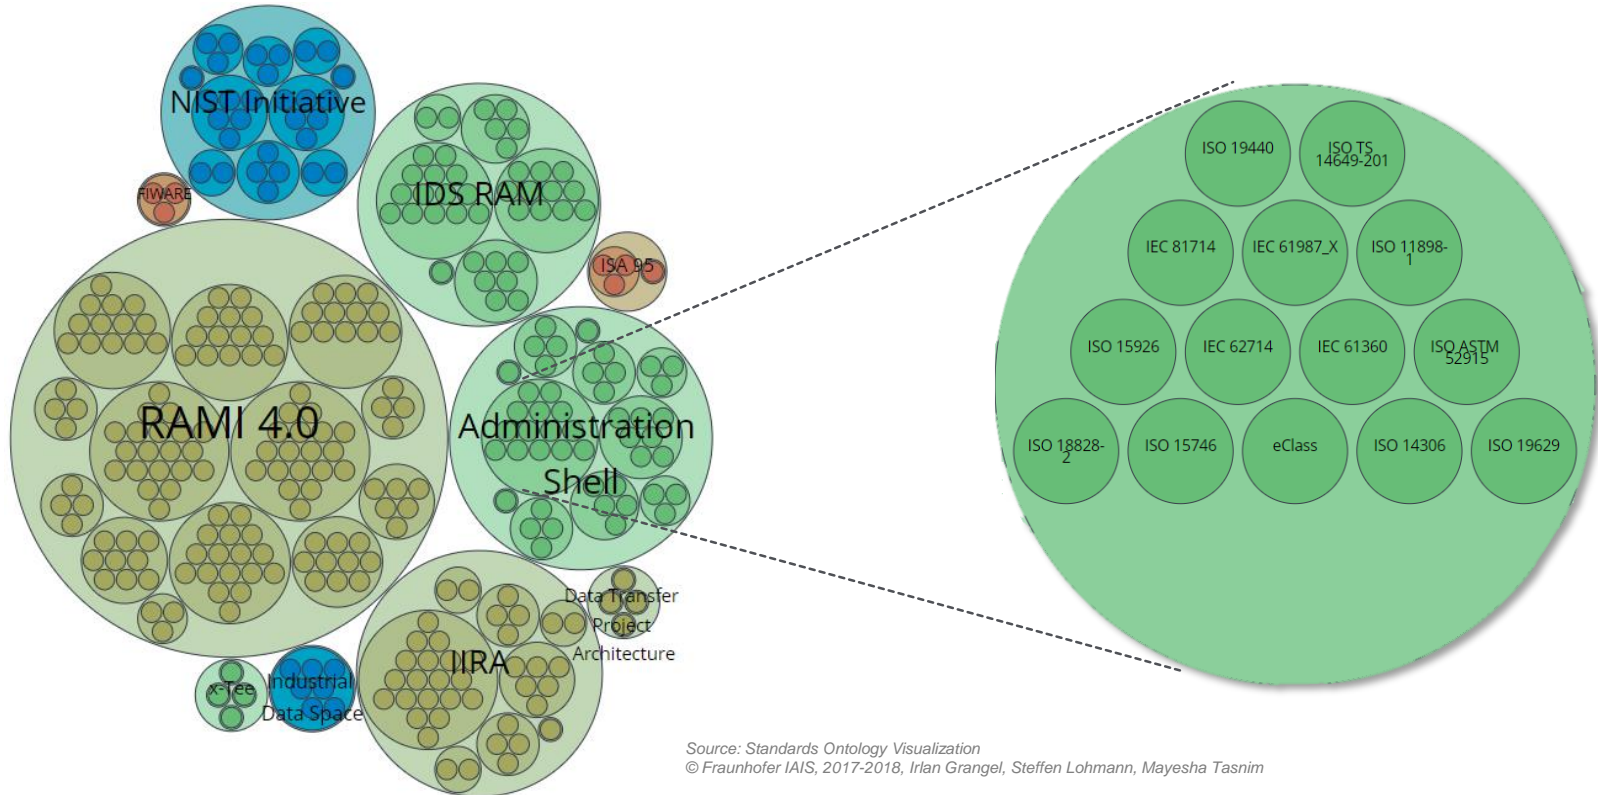 NIST Initiative
FIWARE
IDS RAM
ISA 95
RAMI 4.0
Administration
Shell
Data Transfer
Project
Architecture
IIRA
x-Tee
Industrial
Data Space
ISO 19440
ISO TS
14649-201
IEC 81714
IEC 61987_X
ISO 11898-
1
ISO 15926
IEC 62714
IEC 61360
ISO ASTM
52915
ISO 18828-
2
ISO 15746
eClass
ISO 14306
ISO 19629
Source: Standards Ontology Visualization
© Fraunhofer IAIS, 2017-2018, Irlan Grangel, Steffen Lohmann, Mayesha Tasnim